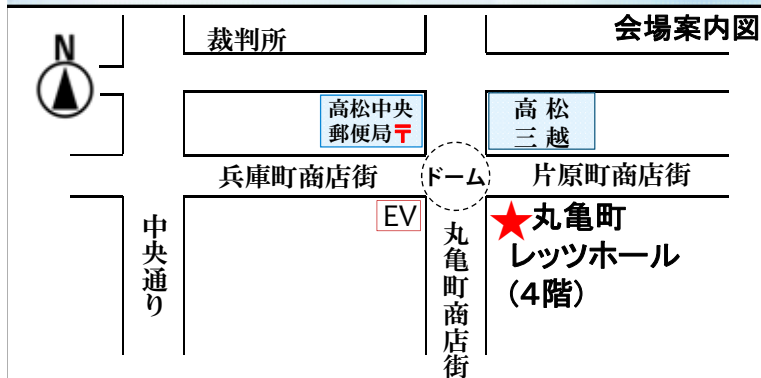 会場案内図
N
裁判所
高松中央
郵便局〒
高松
三越
兵庫町商店街
ドーム
片原町商店街
EV
中央通り
丸亀町商店街
★丸亀町
レッツホール
(4階)